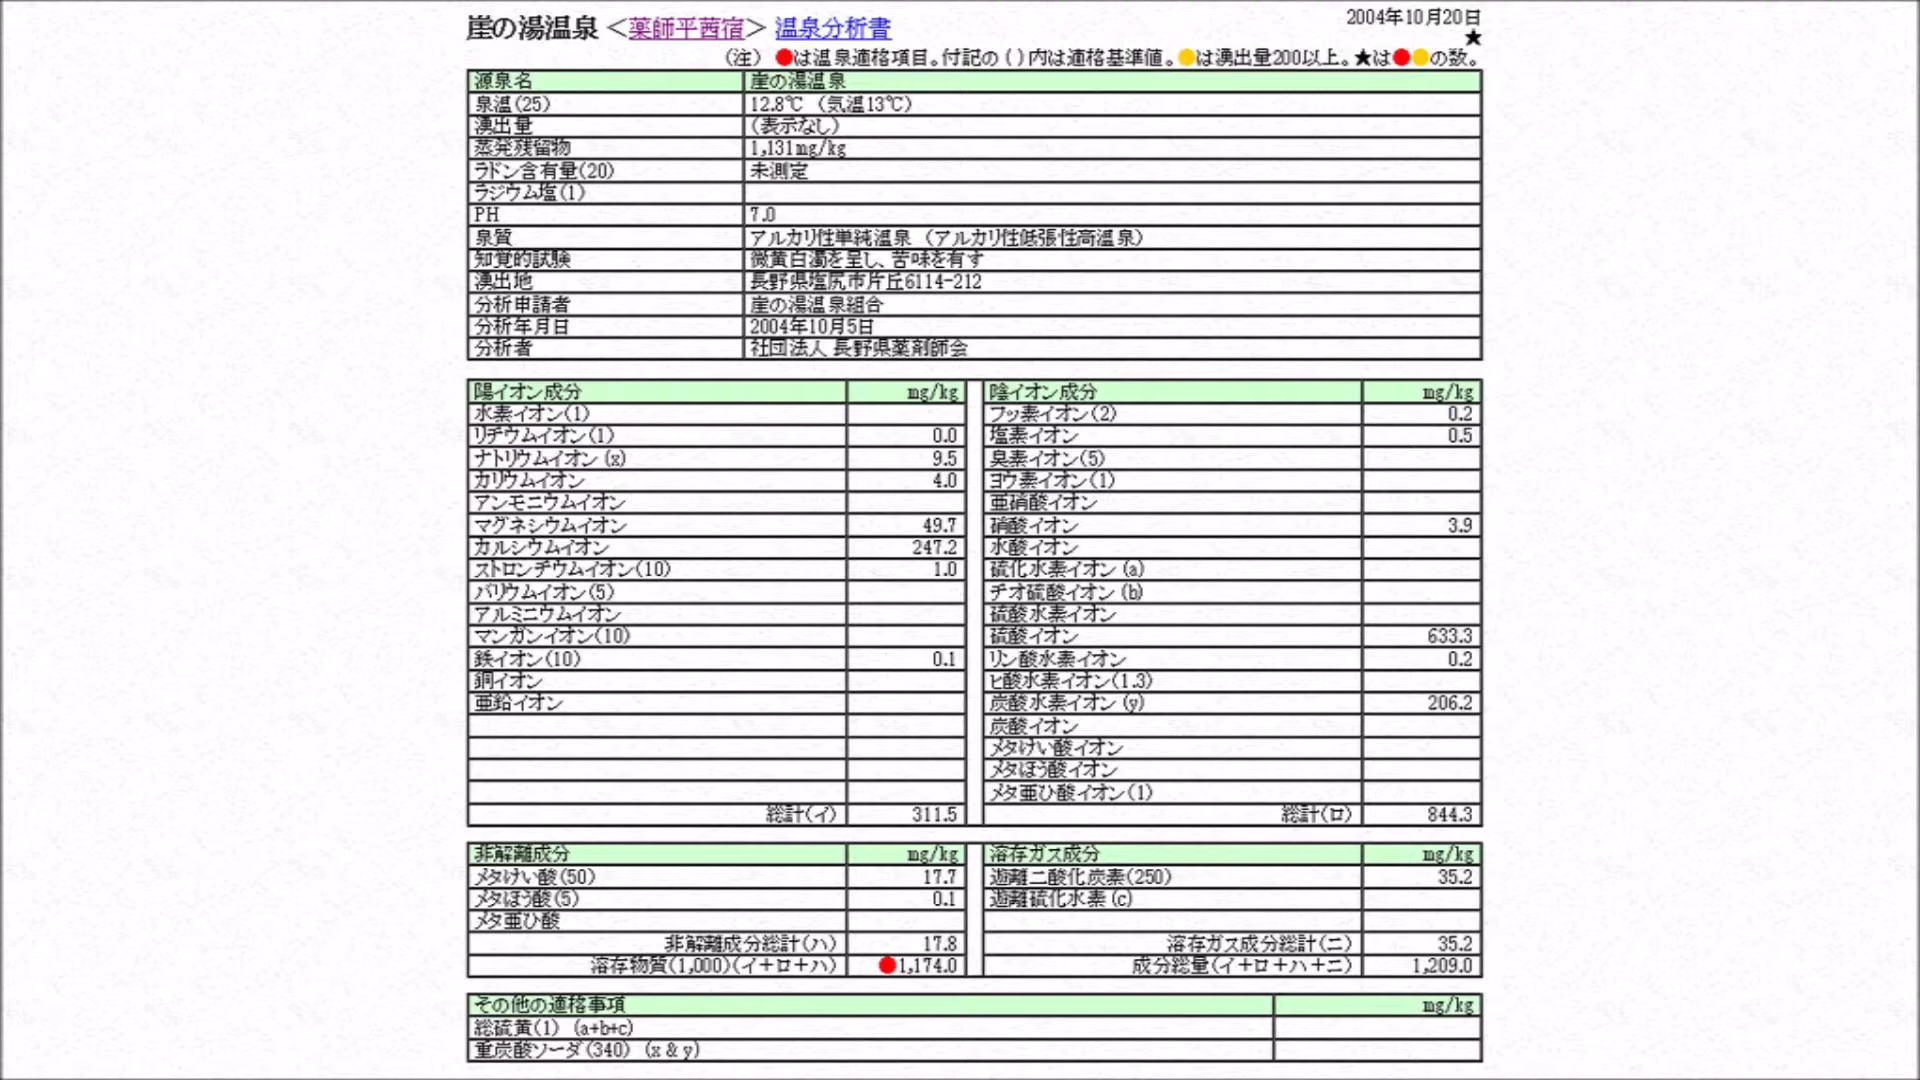 崖の湯温泉 ＜薬師平茜宿＞ 温泉分析書
2004年10月20日
★
（注） ●は温泉適格項目。付記の ( ) 内は適格基準値。●は湧出量200以上。★は●●の数。
源泉名 崖の湯温泉
泉温(25) 12.8℃ （気温13℃）
湧出量 （表示なし）
蒸発残留物 1,131mg/kg
ラドン含有量(20) 未測定
ラジウム塩(1)
PH 7.0
泉質 アルカリ性単純温泉 （アルカリ性低張性高温泉）
知覚的試験 微黄白濁を呈し、苦味を有す
湧出地 長野県塩尻市片丘6114-212
分析申請者 崖の湯温泉組合
分析年月日 2004年10月5日
分析者 社団法人 長野県薬剤師会
陽イオン成分 mg/kg 陰イオン成分 mg/kg
水素イオン(1) フッ素イオン(2) 0.2
リチウムイオン(1) 0.0 塩素イオン 0.5
ナトリウムイオン (x) 9.5 臭素イオン(5)
カリウムイオン 4.0 ヨウ素イオン(1)
アンモニウムイオン 亜硝酸イオン
マグネシウムイオン 49.7 硝酸イオン 3.9
カルシウムイオン 247.2 水酸イオン
ストロンチウムイオン(10) 1.0 硫化水素イオン (a)
バリウムイオン(5) チオ硫酸イオン (b)
アルミニウムイオン 硫酸水素イオン
マンガンイオン(10) 硫酸イオン 633.3
鉄イオン(10) 0.1 リン酸水素イオン 0.2
銅イオン ヒ酸水素イオン(1.3)
亜鉛イオン 炭酸水素イオン (y) 206.2
炭酸イオン
メタけい酸イオン
メタほう酸イオン
メタ亜ひ酸イオン(1)
総計(イ) 311.5 総計(ロ) 844.3
非解離成分 mg/kg 溶存ガス成分 mg/kg
メタけい酸(50) 17.7 遊離二酸化炭素(250) 35.2
メタほう酸(5) 0.1 遊離硫化水素 (c)
メタ亜ひ酸
非解離成分総計(ハ) 17.8 溶存ガス成分総計(ニ) 35.2
溶存物質(1,000)(イ＋ロ＋ハ) ●1,174.0 成分総量(イ＋ロ＋ハ＋ニ) 1,209.0
その他の適格事項 mg/kg
総硫黄(1) (a+b+c)
重炭酸ソーダ(340) (x & y)